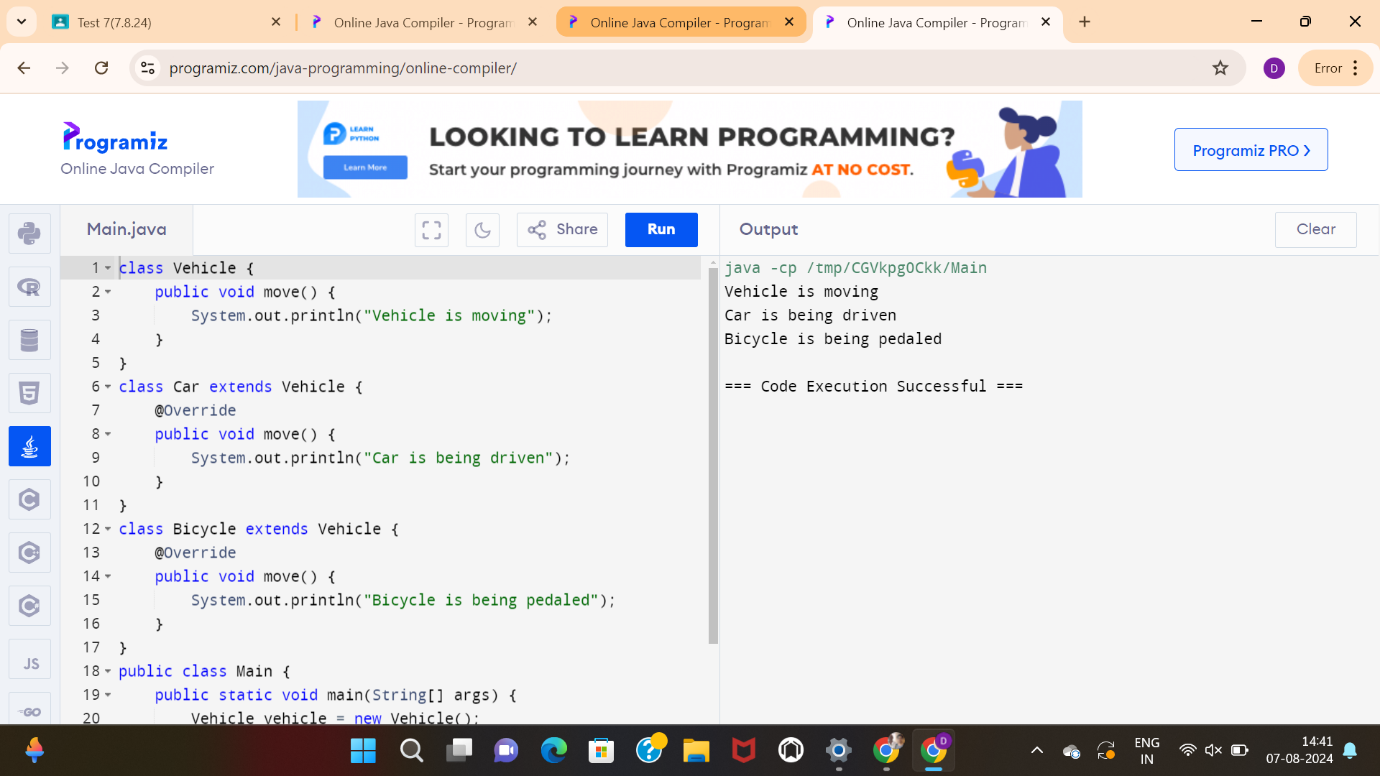 Test 7(7.8.24)
Online Java Compiler - Program
Online Java Compiler - Program
Online Java Compiler - Program
programiz.com/java-programming/online-compiler/
D
Error
Programiz
Online Java Compiler
LEARN
PYTHON
Learn More
LOOKING TO LEARN PROGRAMMING?
Start your programming journey with Programiz AT NO COST.
Programiz PRO
Main.java
Share
Run
Output
Clear
1 class Vehicle {
2 public void move() {
3 System.out.println("Vehicle is moving");
4 }
5 }
6 class Car extends Vehicle {
7 @Override
8 public void move() {
9 System.out.println("Car is being driven");
10 }
11 }
12 class Bicycle extends Vehicle {
13 @Override
14 public void move() {
15 System.out.println("Bicycle is being pedaled");
16 }
17 }
18 public class Main {
19 public static void main(String[] args) {
20 Vehicle vehicle = new Vehicle();
java -cp /tmp/CGVkpgOCkk/Main
Vehicle is moving
Car is being driven
Bicycle is being pedaled
=== Code Execution Successful ===
JS
GO
ENG
IN
14:41
07-08-2024